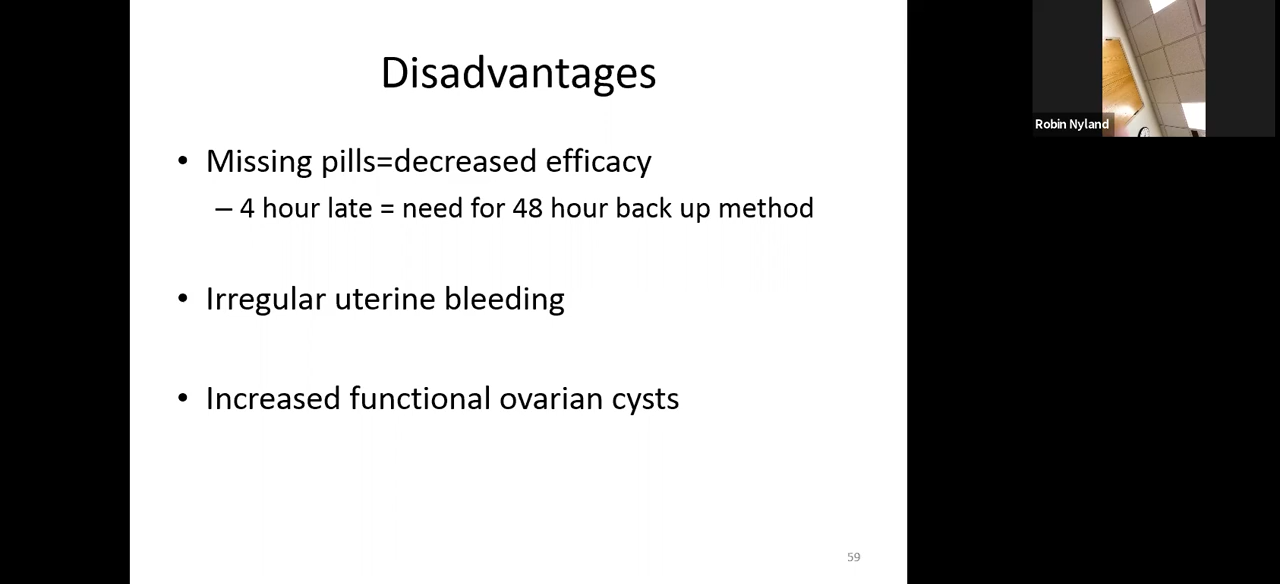 Disadvantages
• Missing pills=decreased efficacy
– 4 hour late = need for 48 hour back up method
• Irregular uterine bleeding
• Increased functional ovarian cysts
59
Robin Nyland